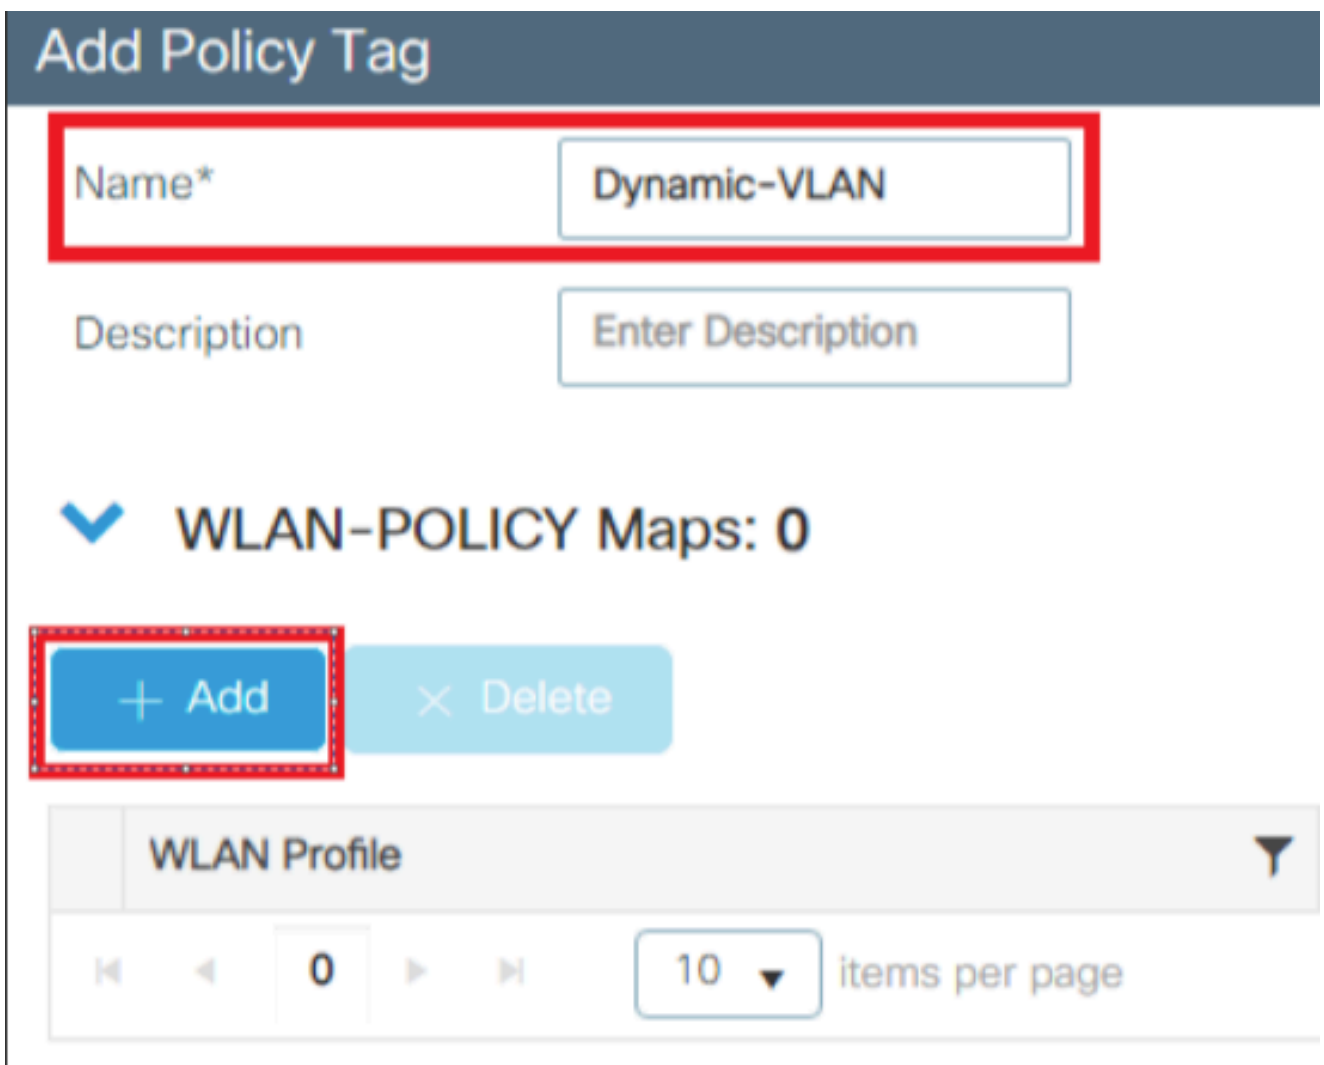 Add Policy Tag
Name* Dynamic-VLAN
Description Enter Description
WLAN-POLICY Maps: 0
+ Add × Delete
WLAN Profile
0 10 items per page